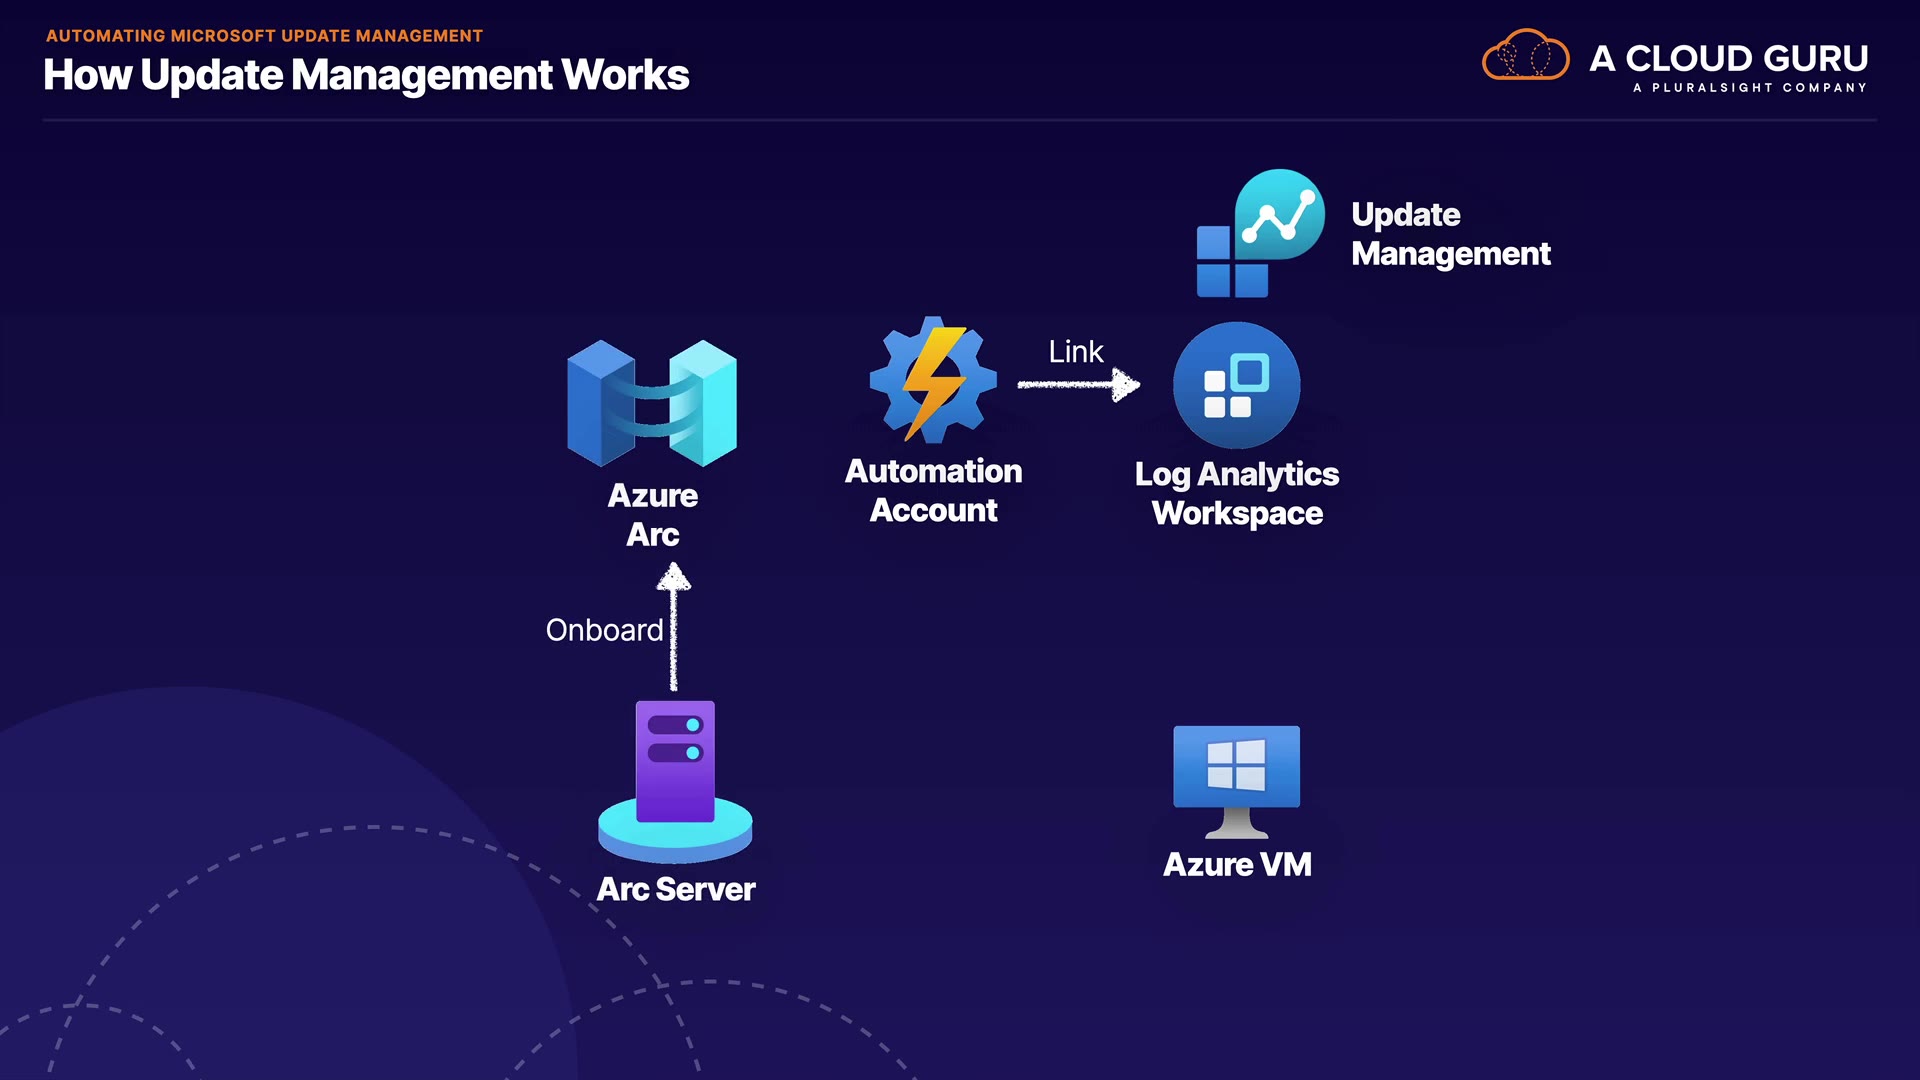 AUTOMATING MICROSOFT UPDATE MANAGEMENT
How Update Management Works
A CLOUD GURU
A PLURALSIGHT COMPANY
Update
Management
Link
Azure
Arc
Automation
Account
Log Analytics
Workspace
Onboard
Arc Server
Azure VM